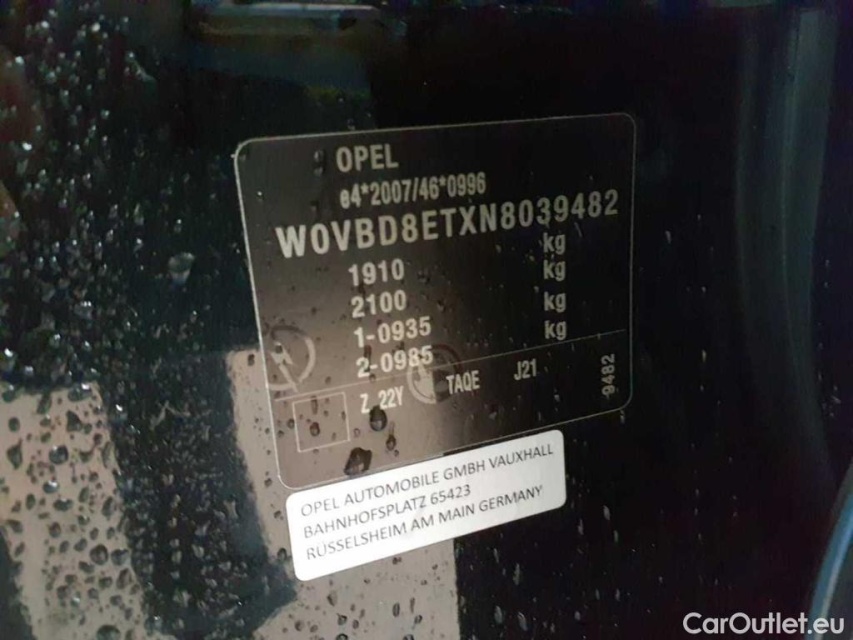 OPEL
e4*2007/46*0996
W0VBD8ETXN8039482
1910 kg
2100 kg
1-0935 kg
2-0985 kg
Z 22Y TAQE J21 9482
OPEL AUTOMOBILE GMBH VAUXHALL
BAHNHOFSPLATZ 65423
RÜSSELSHEIM AM MAIN GERMANY
CarOutlet.eu